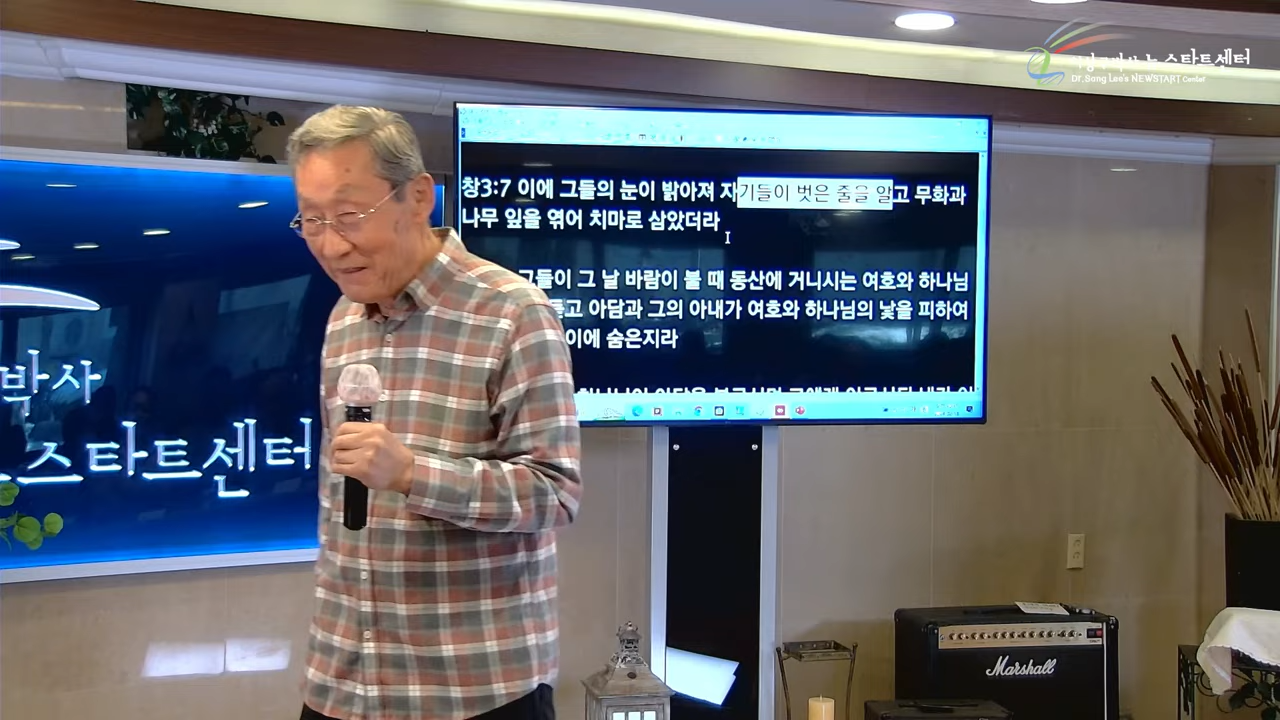 스타트센터
Dr. Sang Lee's NEWSTART Center
창3:7 이에 그들의 눈이 밝아져 자기들이 벗은 줄을 알고 무화과
나무 잎을 엮어 치마로 삼았더라
그들이 그 날 바람이 불 때 동산에 거니시는 여호와 하나님
듣고 아담과 그의 아내가 여호와 하나님의 낯을 피하여
이에 숨은지라
박사
스타트센터
Marshall